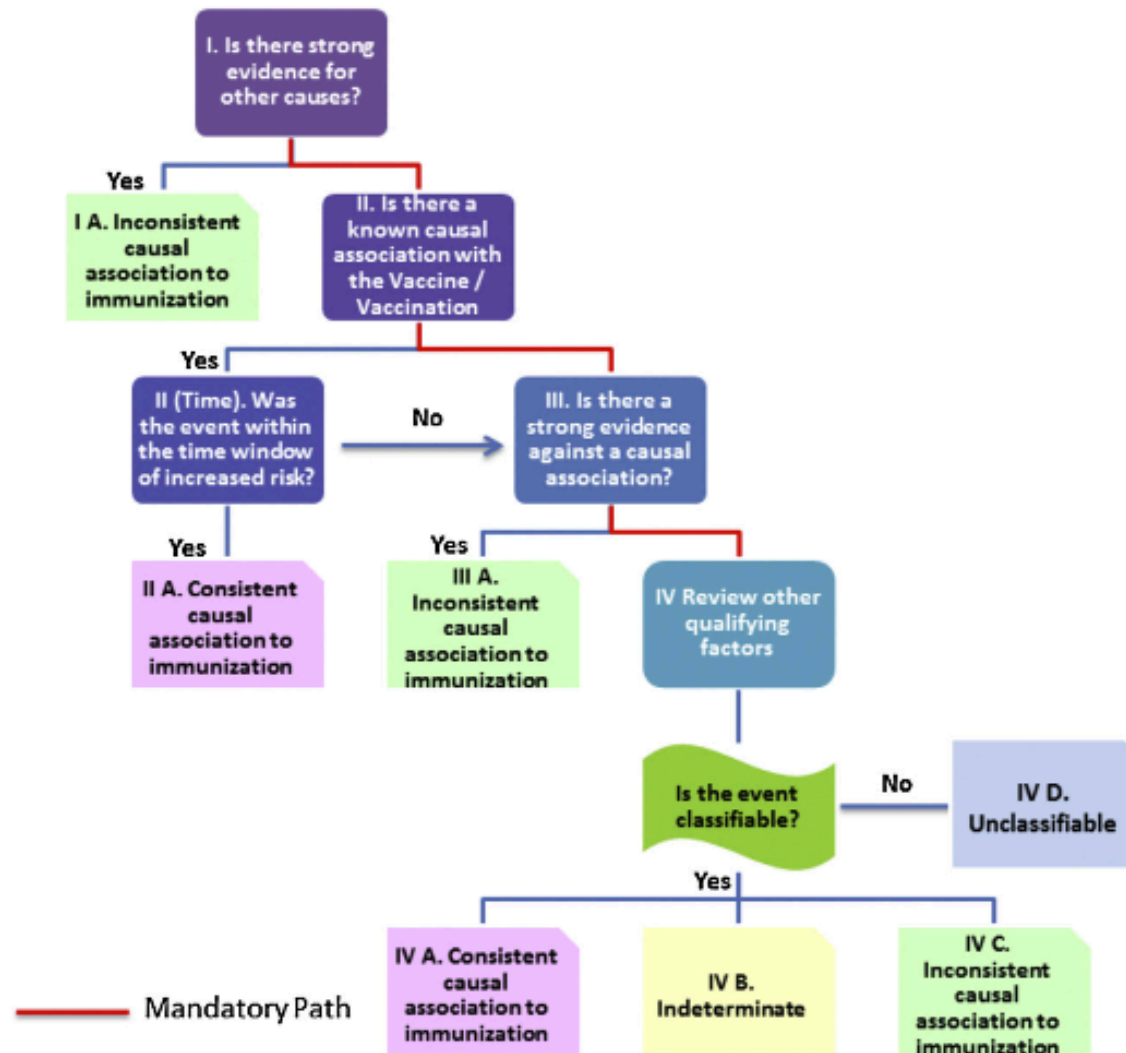 I. Is there strong
evidence for
other causes?
Yes
I A. Inconsistent
causal
association to
immunization
II. Is there a
known causal
association with
the Vaccine /
Vaccination
Yes
II (Time). Was
the event within
the time window
of increased risk?
No
III. Is there a
strong evidence
against a causal
association?
Yes
II A. Consistent
causal
association to
immunization
Yes
III A.
Inconsistent
causal
association to
immunization
IV Review other
qualifying
factors
Is the event
classifiable?
No
IV D.
Unclassifiable
Yes
IV A. Consistent
causal
association to
immunization
IV B.
Indeterminate
IV C.
Inconsistent
causal
association to
immunization
Mandatory Path